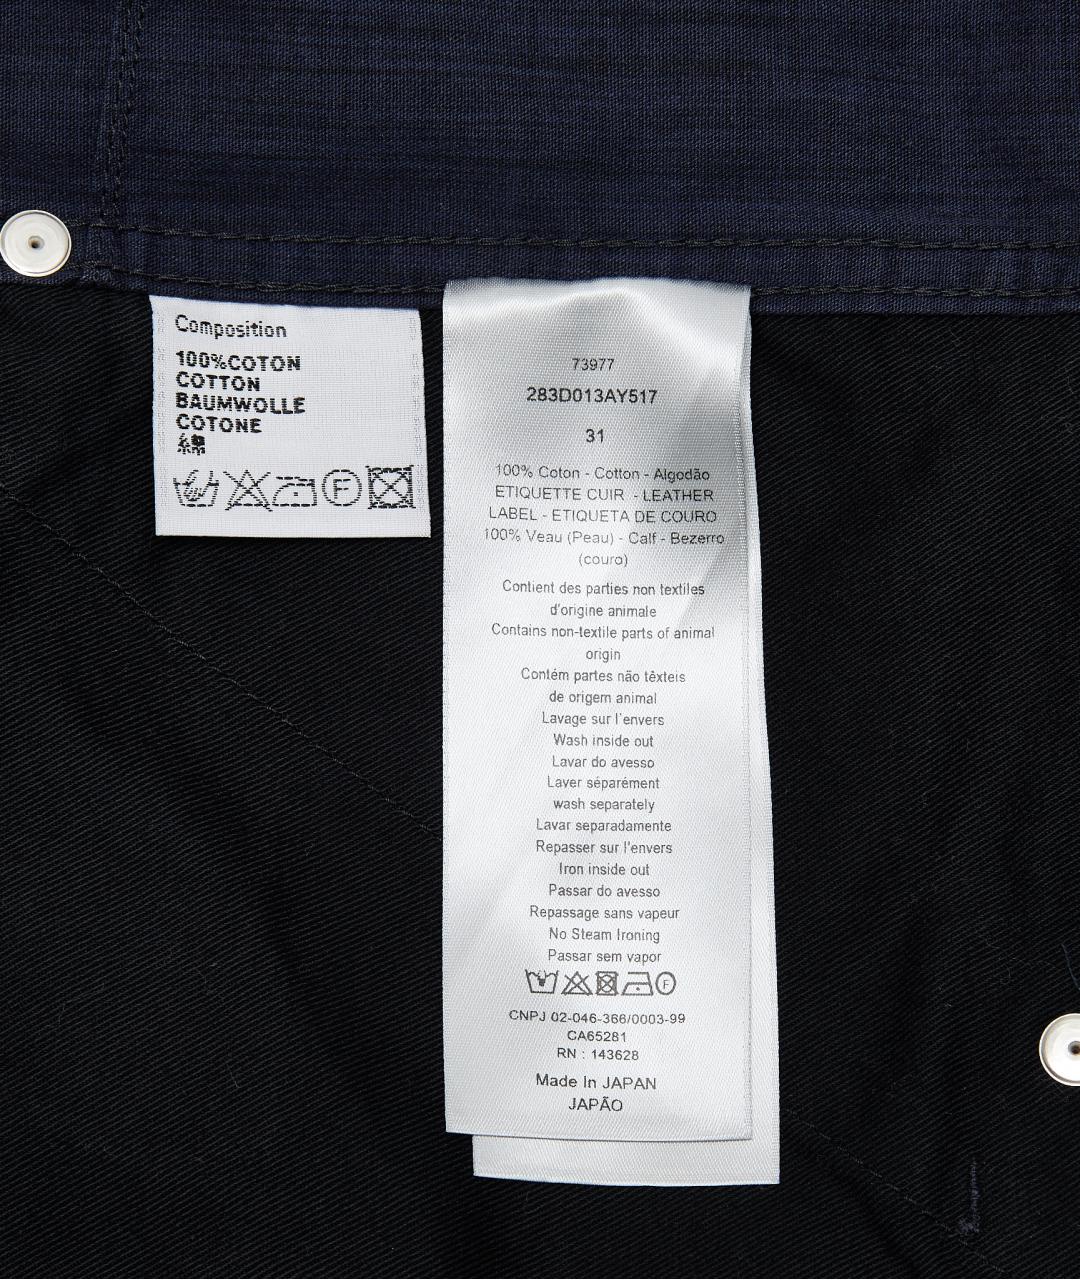 Composition
100%COTON
COTTON
BAUMWOLLE
COTONE
綿
F
73977
283D013AY517
31
100% Coton - Cotton - Algodão
ETIQUETTE CUIR - LEATHER
LABEL - ETIQUETA DE COURO
100% Veau (Peau) - Calf - Bezerro
(couro)
Contient des parties non textiles
d'origine animale
Contains non-textile parts of animal
origin
Contém partes não têxteis
de origem animal
Lavage sur l'envers
Wash inside out
Lavar do avesso
Laver séparément
wash separately
Lavar separadamente
Repasser sur l'envers
Iron inside out
Passar do avesso
Repassage sans vapeur
No Steam Ironing
Passar sem vapor
F
CNPJ 02-046-366/0003-99
CA65281
RN : 143628
Made In JAPAN
JAPÃO